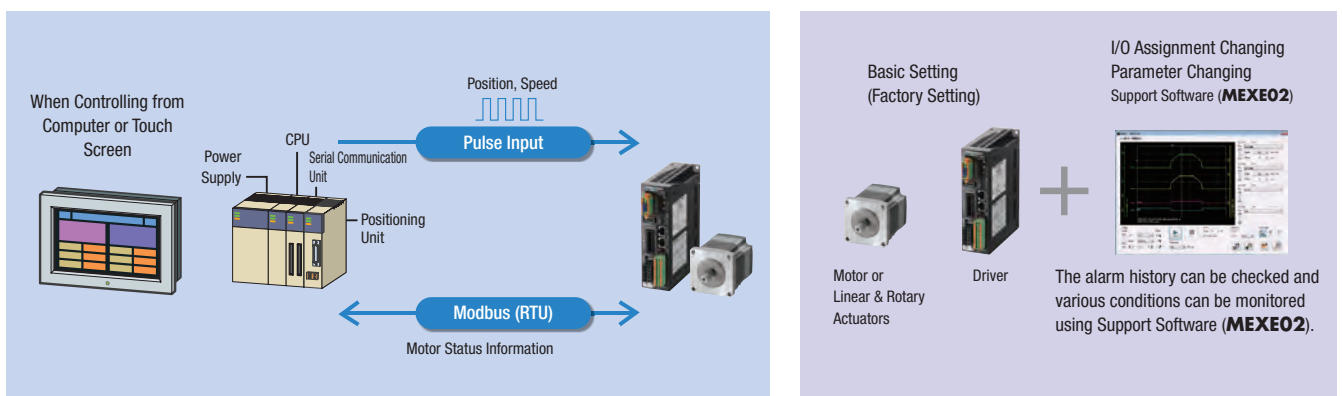 When Controlling from
Computer or Touch
Screen
Power
Supply
CPU
Serial Communication
Unit
Positioning
Unit
Position, Speed
Pulse Input
Modbus (RTU)
Motor Status Information
Basic Setting
(Factory Setting)
Motor or
Linear & Rotary
Actuators
Driver
I/O Assignment Changing
Parameter Changing
Support Software (MEXE02)
The alarm history can be checked and
various conditions can be monitored
using Support Software (MEXE02).